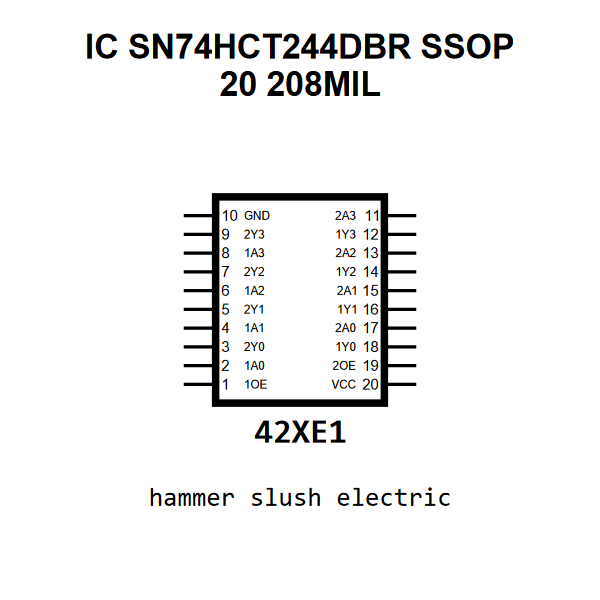 IC SN74HCT244DBR SSOP
20 208MIL
10 GND 2A3 11
9 2Y3 1Y3 12
8 1A3 2A2 13
7 2Y2 1Y2 14
6 1A2 2A1 15
5 2Y1 1Y1 16
4 1A1 2A0 17
3 2Y0 1Y0 18
2 1A0 2OE 19
1 1OE VCC 20
42XE1
hammer slush electric